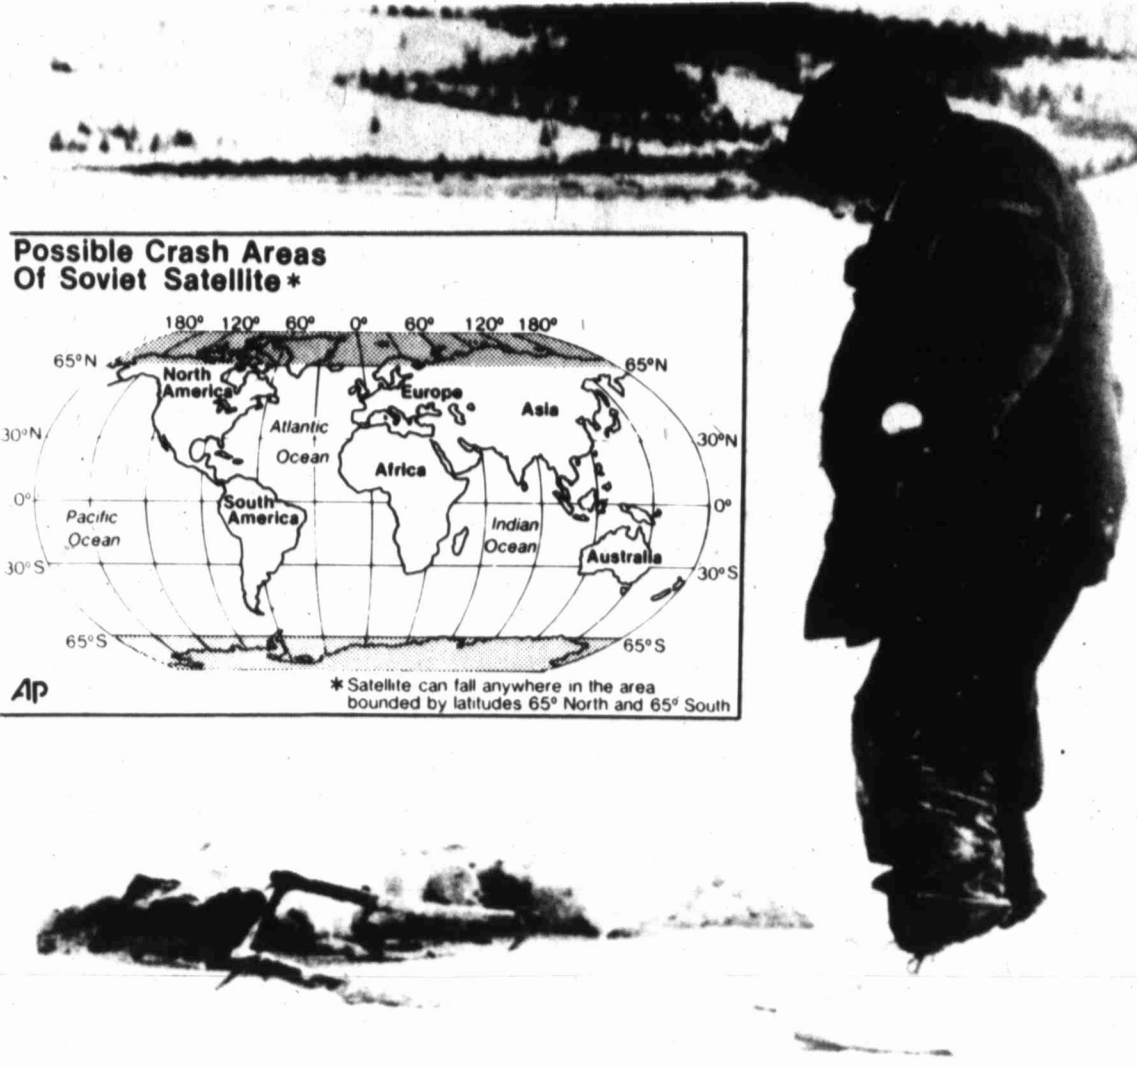 Possible Crash Areas
Of Soviet Satellite*
180° 120° 60° 0° 60° 120° 180°
65°N 65°N
North
America
Europe
Asia
Atlantic
Ocean
30°N 30°N
Africa
0° 0°
South
America
Pacific
Ocean
Indian
Ocean
Australia
30°S 30°S
65°S 65°S
AP
* Satellite can fall anywhere in the area
bounded by latitudes 65° North and 65° South